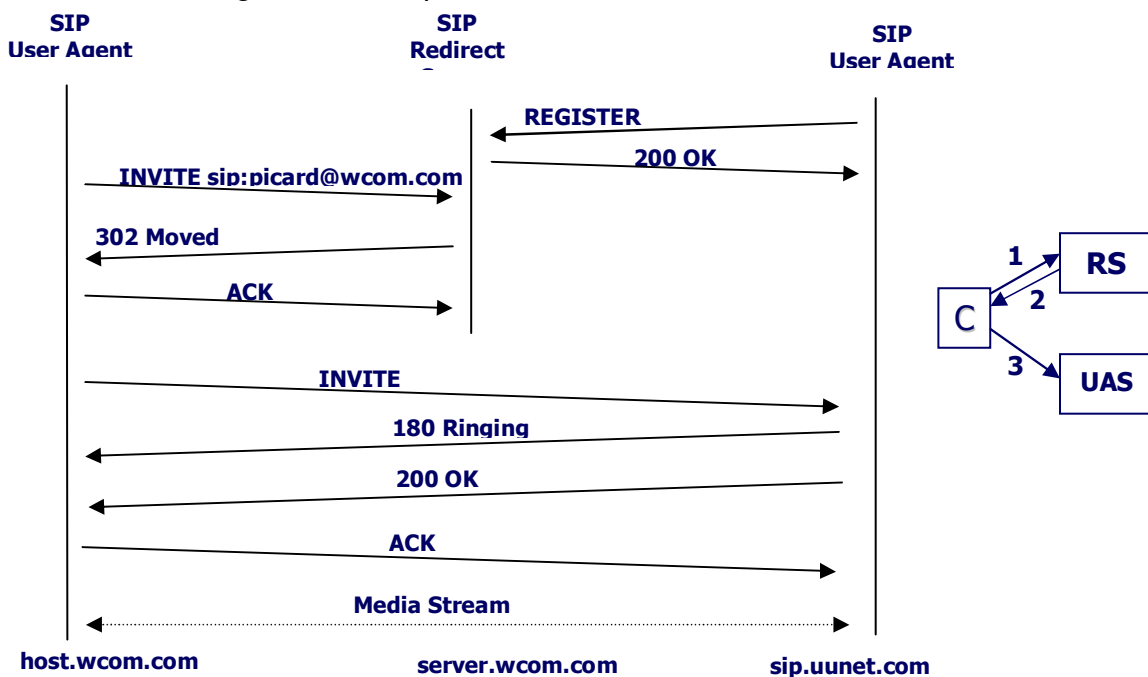 SIP
User Agent
SIP
Redirect
SIP
User Agent
REGISTER
200 OK
INVITE sip:picard@wcom.com
302 Moved
ACK
1
RS
2
C
3
UAS
INVITE
180 Ringing
200 OK
ACK
Media Stream
host.wcom.com
server.wcom.com
sip.uunet.com